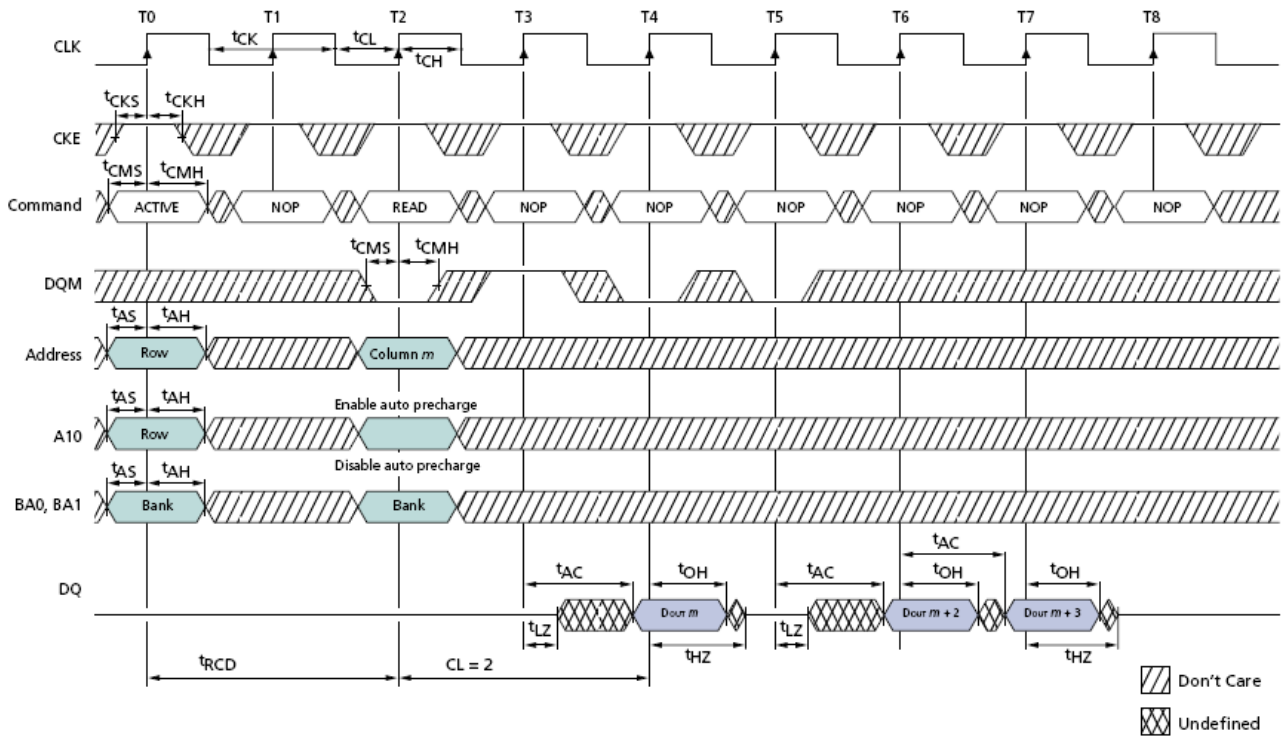 T0 T1 T2 T3 T4 T5 T6 T7 T8
CLK tCK tCL tCH
tCKS tCKH
CKE
tCMS tCMH
Command ACTIVE NOP READ NOP NOP NOP NOP NOP NOP
tCMS tCMH
DQM
tAS tAH
Address Row Column m
tAS tAH Enable auto precharge
A10 Row
tAS tAH Disable auto precharge
BA0, BA1 Bank Bank
tAC tOH tAC tAC tOH tOH
DQ
DOUT m DOUT m + 2 DOUT m + 3
tLZ tHZ tLZ tHZ
tRCD CL = 2
Don't Care
Undefined